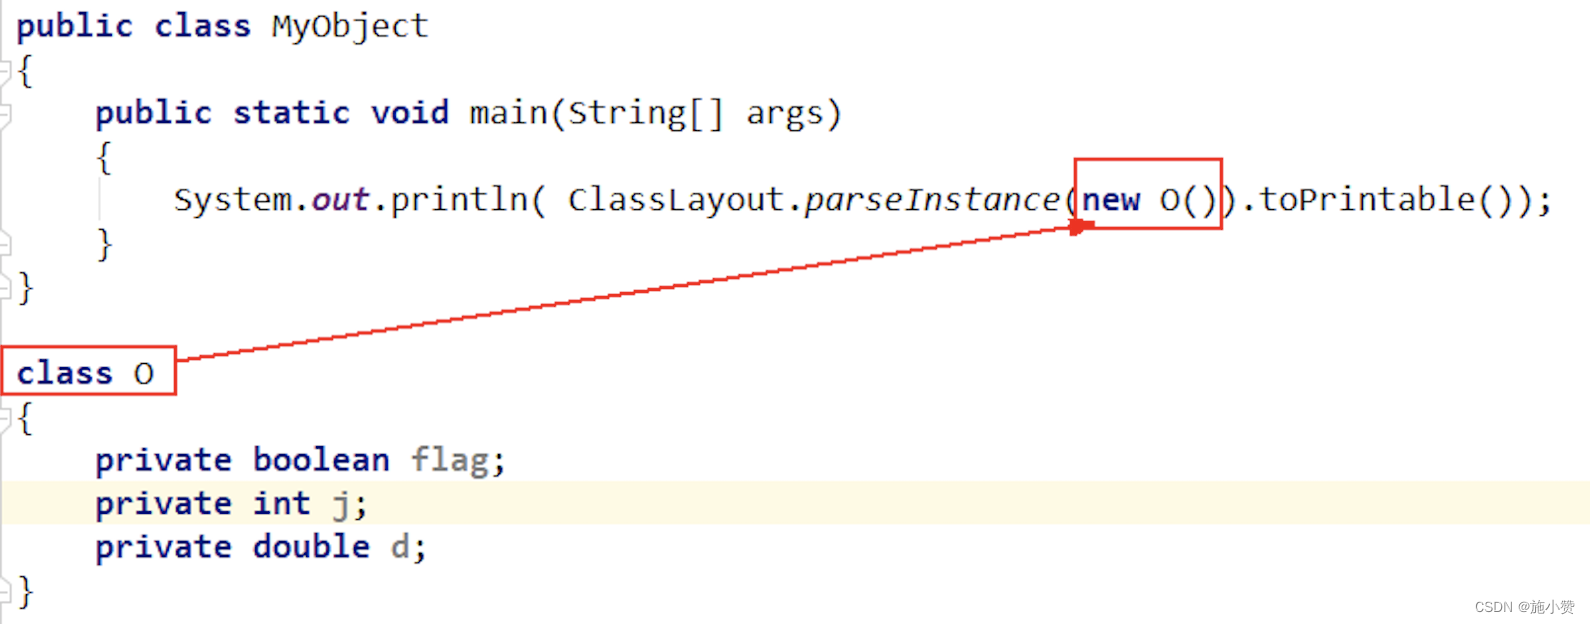 public class MyObject
{
    public static void main(String[] args)
    {
        System.out.println( ClassLayout.parseInstance(new O()).toPrintable());
    }
}
class O
{
    private boolean flag;
    private int j;
    private double d;
}
CSDN @施小赞